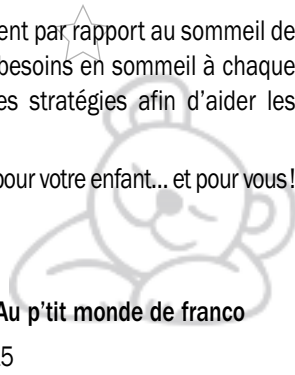 ent par rapport au sommeil de
besoins en sommeil à chaque
es stratégies afin d'aider les
pour votre enfant... et pour vous !
Au p'tit monde de franco
5